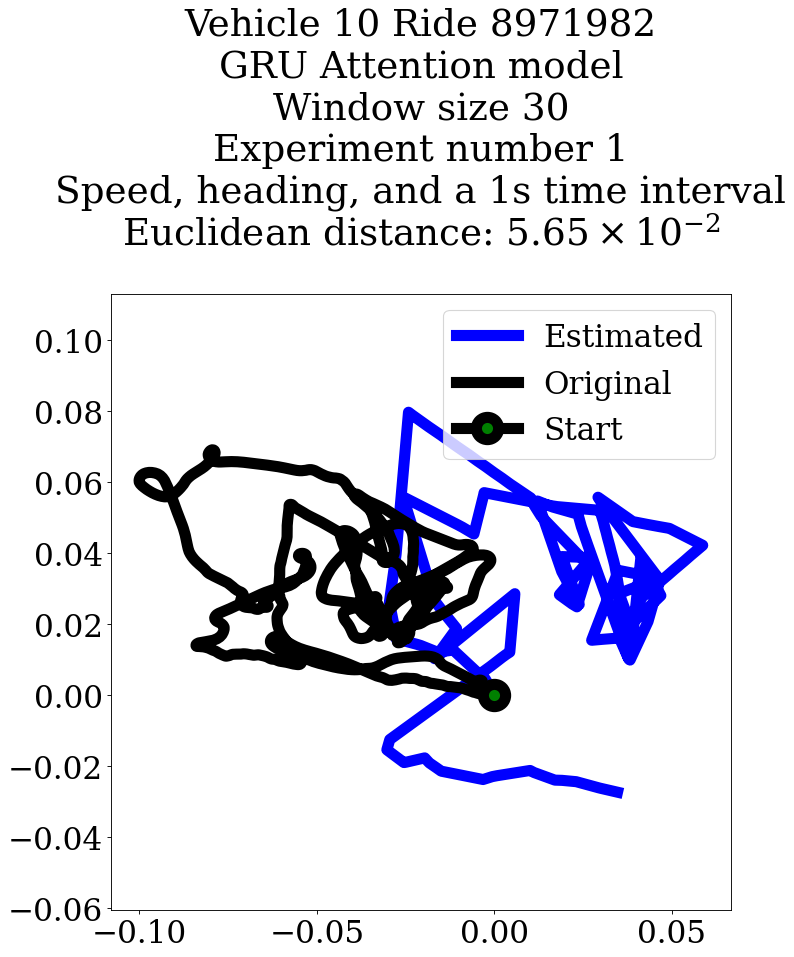 Vehicle 10 Ride 8971982
GRU Attention model
Window size 30
Experiment number 1
Speed, heading, and a 1s time interval
Euclidean distance: 5.65 × 10⁻²
Estimated
Original
Start
0.10
0.08
0.06
0.04
0.02
0.00
−0.02
−0.04
−0.06
−0.10
−0.05
0.00
0.05